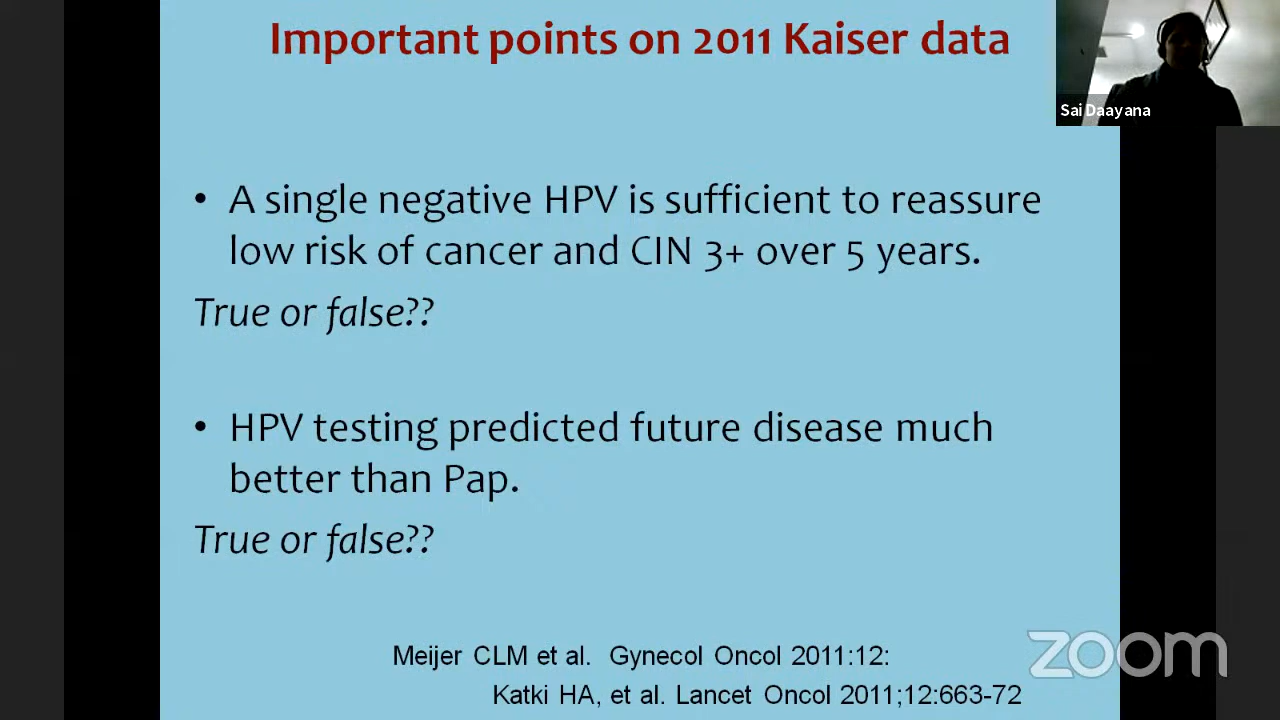 Important points on 2011 Kaiser data
Sai Daayana
• A single negative HPV is sufficient to reassure
low risk of cancer and CIN 3+ over 5 years.
True or false??
• HPV testing predicted future disease much
better than Pap.
True or false??
Meijer CLM et al. Gynecol Oncol 2011:12:
Katki HA, et al. Lancet Oncol 2011;12:663-72
zoom